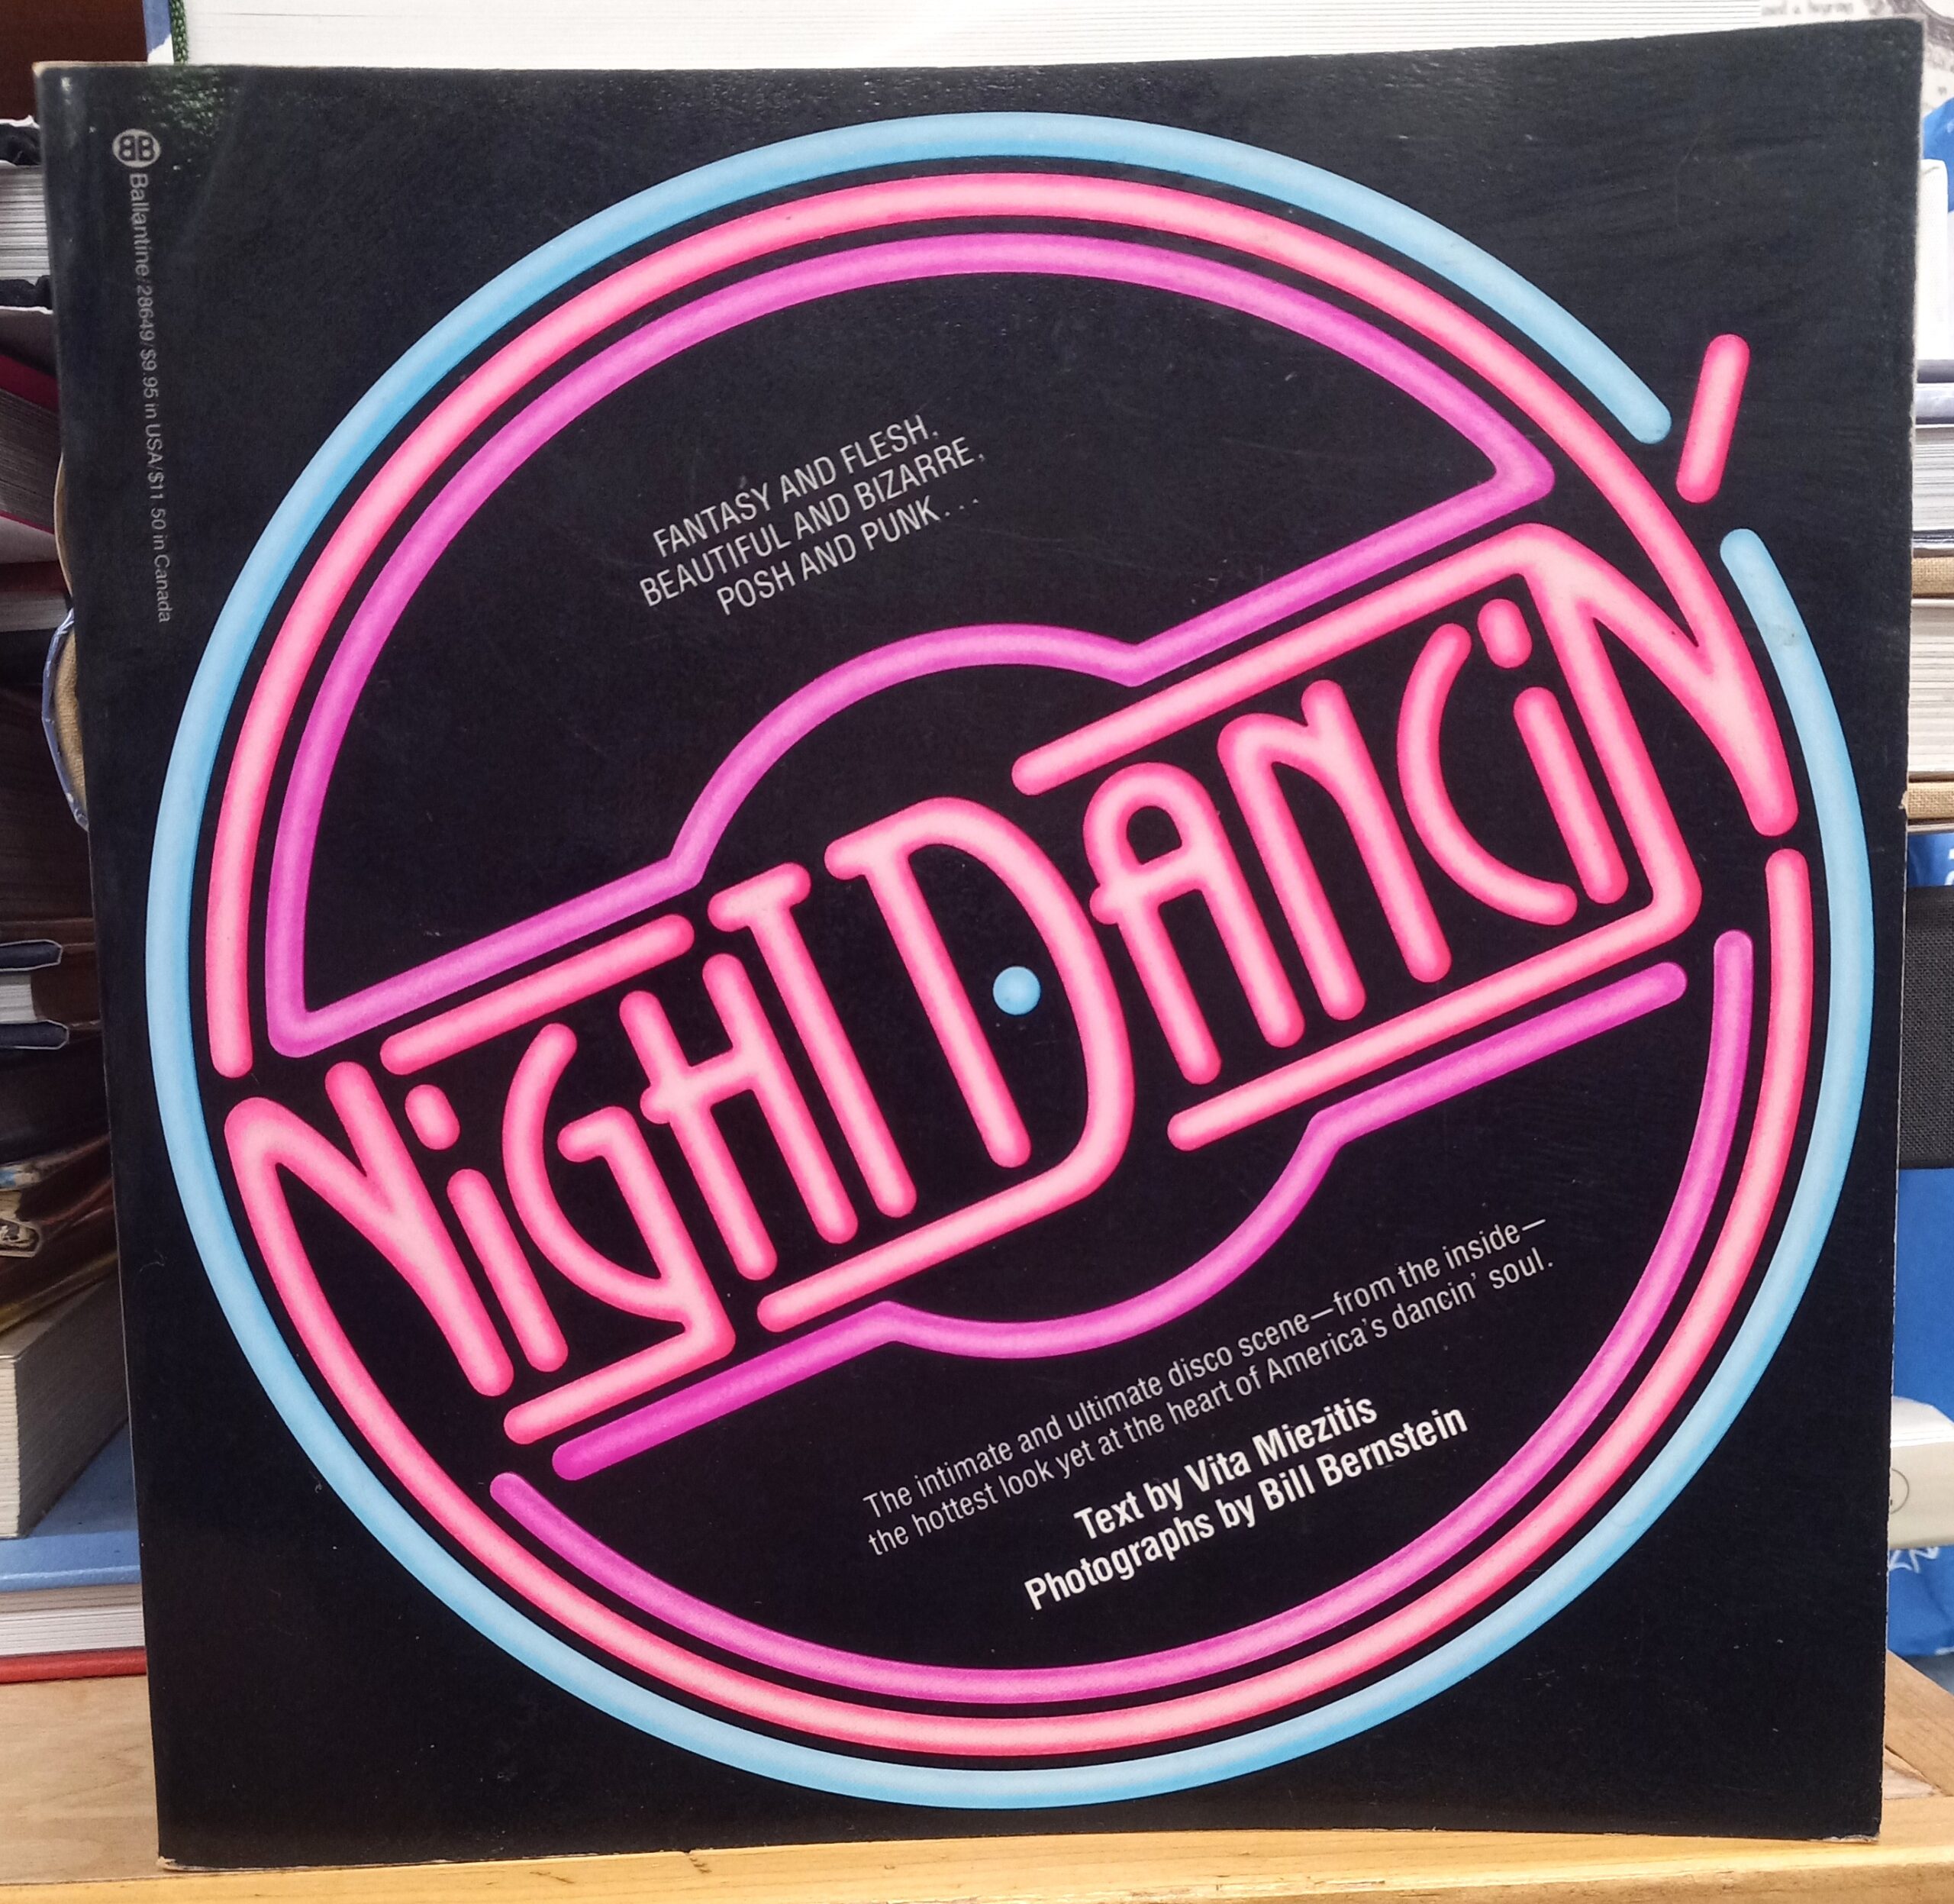 BB Ballantine/28649/$9.95 in USA/$11.50 in Canada
FANTASY AND FLESH,
BEAUTIFUL AND BIZARRE,
POSH AND PUNK...
NiGHT DANCiN'
The intimate and ultimate disco scene—from the inside—
the hottest look yet at the heart of America's dancin' soul.
Text by Vita Miezitis
Photographs by Bill Bernstein